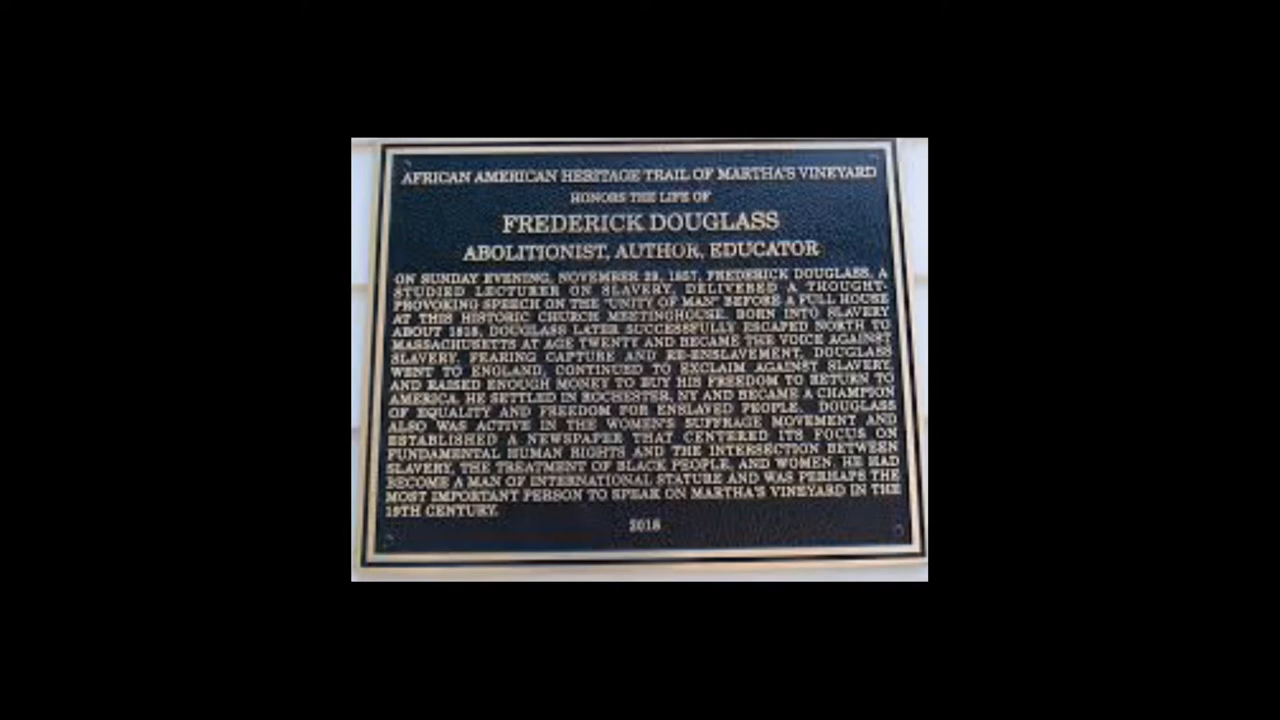 AFRICAN AMERICAN HERITAGE TRAIL OF MARTHA'S VINEYARD
HONORS THE LIFE OF
FREDERICK DOUGLASS
ABOLITIONIST, AUTHOR, EDUCATOR
ON SUNDAY EVENING, NOVEMBER 29, 1857, FREDERICK DOUGLASS, A
STUDIED LECTURER ON SLAVERY, DELIVERED A THOUGHT-
PROVOKING SPEECH ON THE "UNITY OF MAN" BEFORE A FULL HOUSE
AT THIS HISTORIC CHURCH MEETINGHOUSE. BORN INTO SLAVERY
ABOUT 1818, DOUGLASS LATER SUCCESSFULLY ESCAPED NORTH TO
MASSACHUSETTS AT AGE TWENTY AND BECAME THE VOICE AGAINST
SLAVERY. FEARING CAPTURE AND RE-ENSLAVEMENT, DOUGLASS
WENT TO ENGLAND, CONTINUED TO EXCLAIM AGAINST SLAVERY,
AND RAISED ENOUGH MONEY TO BUY HIS FREEDOM TO RETURN TO
AMERICA. HE SETTLED IN ROCHESTER, NY AND BECAME A CHAMPION
OF EQUALITY AND FREEDOM FOR ENSLAVED PEOPLE. DOUGLASS
ALSO WAS ACTIVE IN THE WOMEN'S SUFFRAGE MOVEMENT AND
ESTABLISHED A NEWSPAPER THAT CENTERED ITS FOCUS ON
FUNDAMENTAL HUMAN RIGHTS AND THE INTERSECTION BETWEEN
SLAVERY, THE TREATMENT OF BLACK PEOPLE, AND WOMEN. HE HAD
BECOME A MAN OF INTERNATIONAL STATURE AND WAS PERHAPS THE
MOST IMPORTANT PERSON TO SPEAK ON MARTHA'S VINEYARD IN THE
19TH CENTURY.
2018